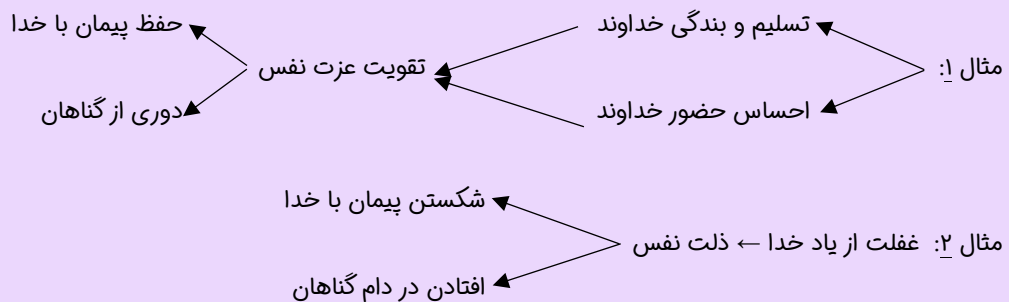 مثال ۱:
تسلیم و بندگی خداوند
احساس حضور خداوند
تقویت عزت نفس
حفظ پیمان با خدا
دوری از گناهان
مثال ۲: غفلت از یاد خدا ← ذلت نفس
شکستن پیمان با خدا
افتادن در دام گناهان